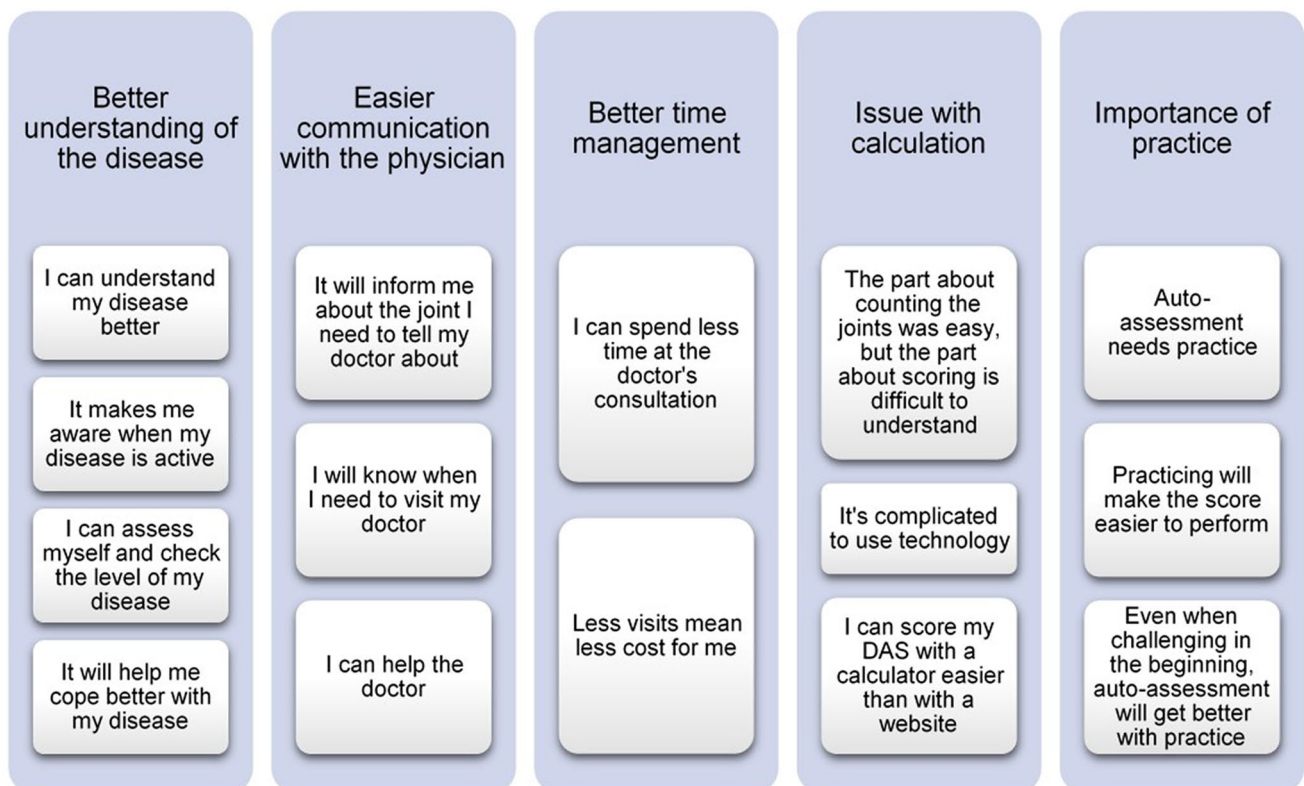 Better
understanding of
the disease
I can understand
my disease
better
It makes me
aware when my
disease is active
I can assess
myself and check
the level of my
disease
It will help me
cope better with
my disease
Easier
communication
with the physician
It will inform me
about the joint I
need to tell my
doctor about
I will know when
I need to visit my
doctor
I can help the
doctor
Better time
management
I can spend less
time at the
doctor's
consultation
Less visits mean
less cost for me
Issue with
calculation
The part about
counting the
joints was easy,
but the part
about scoring is
difficult to
understand
It's complicated
to use technology
I can score my
DAS with a
calculator easier
than with a
website
Importance of
practice
Auto-
assessment
needs practice
Practicing will
make the score
easier to perform
Even when
challenging in
the beginning,
auto-assessment
will get better
with practice